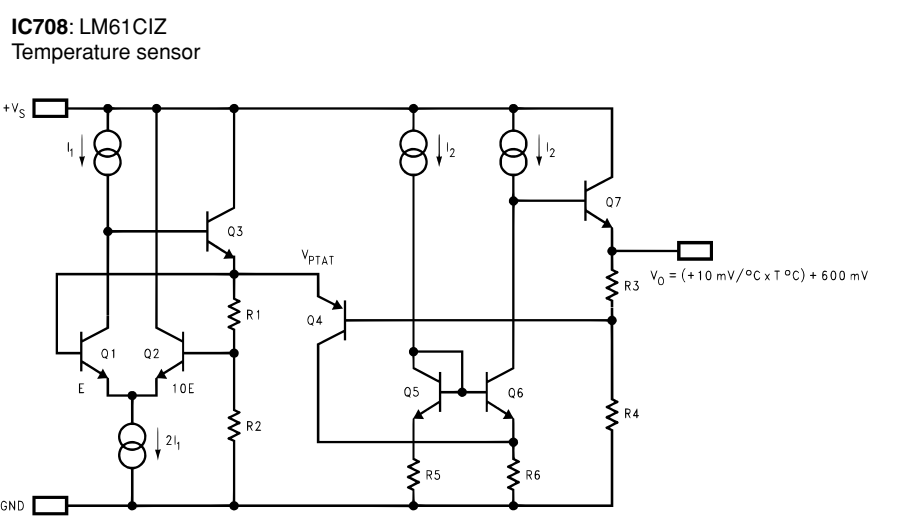 IC708: LM61CIZ
Temperature sensor
+VS
I1
I2
I2
Q7
Q3
VPTAT
VO = (+10 mV/°C x T °C) + 600 mV
R3
R1
Q4
Q1
Q2
E
10E
Q5
Q6
R4
R2
2I1
R5
R6
GND